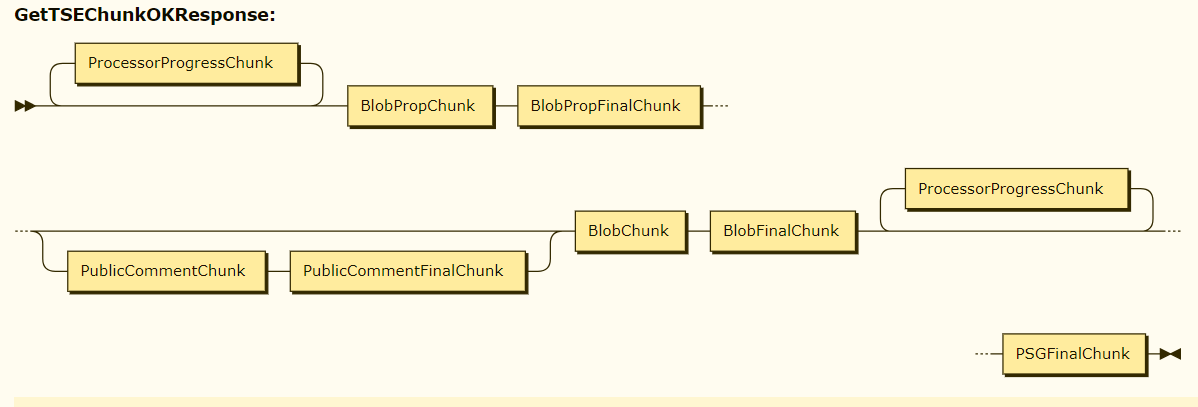 GetTSEChunkOKResponse:
ProcessorProgressChunk
BlobPropChunk BlobPropFinalChunk
ProcessorProgressChunk
BlobChunk BlobFinalChunk
PublicCommentChunk PublicCommentFinalChunk
PSGFinalChunk